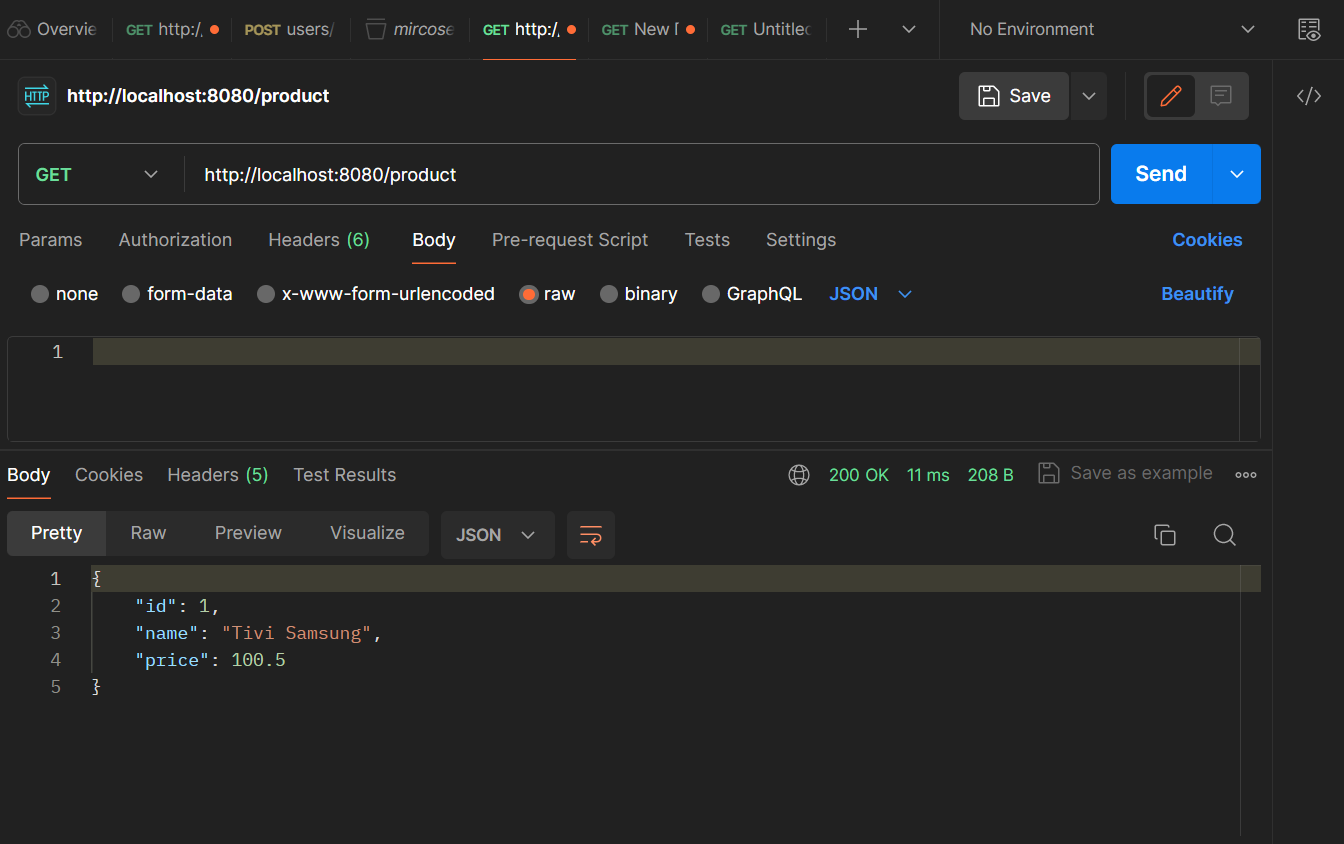 Overvie GET http:/, POST users/ mircose GET http:/, GET New GET Untitlec No Environment
HTTP http://localhost:8080/product Save
GET http://localhost:8080/product Send
Params Authorization Headers (6) Body Pre-request Script Tests Settings Cookies
none form-data x-www-form-urlencoded raw binary GraphQL JSON Beautify
1
Body Cookies Headers (5) Test Results 200 OK 11 ms 208 B Save as example
Pretty Raw Preview Visualize JSON
1 {
2 "id": 1,
3 "name": "Tivi Samsung",
4 "price": 100.5
5 }